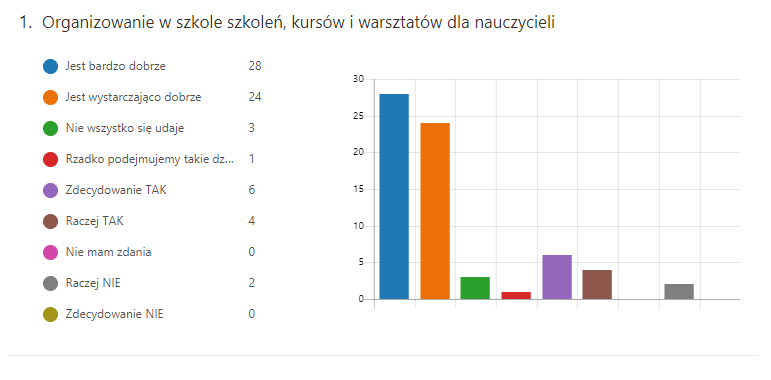 1. Organizowanie w szkole szkoleń, kursów i warsztatów dla nauczycieli
Jest bardzo dobrze 28
Jest wystarczająco dobrze 24
Nie wszystko się udaje 3
Rzadko podejmujemy takie dz... 1
Zdecydowanie TAK 6
Raczej TAK 4
Nie mam zdania 0
Raczej NIE 2
Zdecydowanie NIE 0
30
25
20
15
10
5
0